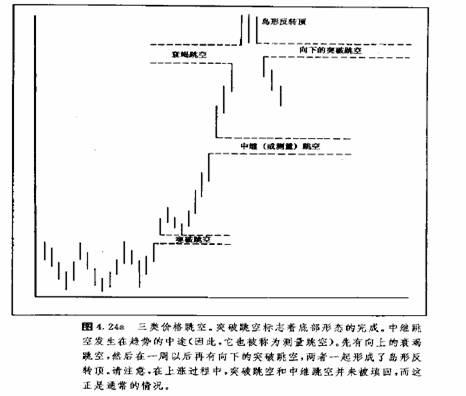 岛形反转顶
衰竭跳空
向下的突破跳空
中继（或测量）跳空
突破跳空
图 4.24a 三类价格跳空。突破跳空标志着底部形态的完成。中继跳
空发生在趋势的中途（因此，它也被称为测量跳空）。先有向上的衰竭
跳空，然后在一周以后再有向下的突破跳空，两者一起形成了岛形反
转顶。请注意，在上涨过程中，突破跳空和中继跳空并未被填回，而这
正是通常的情况。